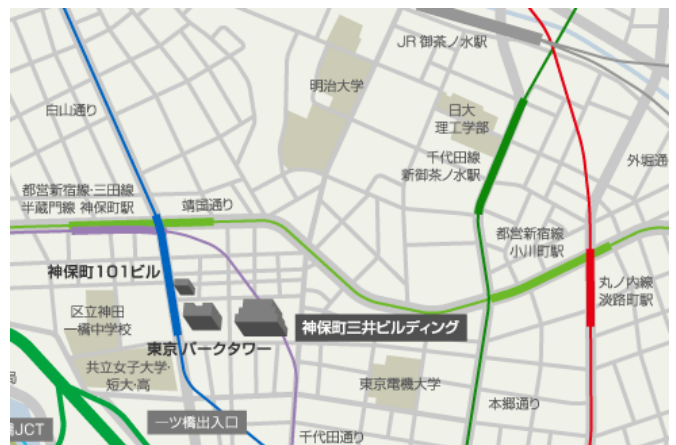 JR 御茶ノ水駅
明治大学
白山通り
日大
理工学部
千代田線
新御茶ノ水駅
外堀通
都営新宿線・三田線
半蔵門線 神保町駅
靖国通り
都営新宿線
小川町駅
神保町101ビル
丸ノ内線
淡路町駅
区立神田
一橋中学校
神保町三井ビルディング
東京パークタワー
共立女子大学・
短大・高
東京電機大学
局
JCT
一ツ橋出入口
本郷通り
千代田通り